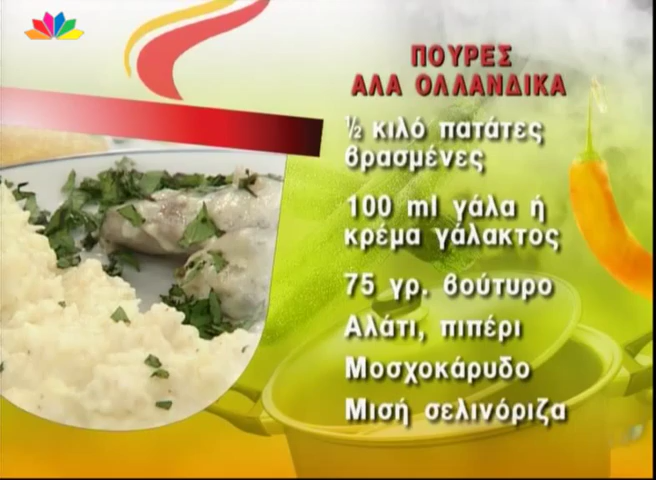 ΠΟΥΡΕΣ
ΑΛΑ ΟΛΛΑΝΔΙΚΑ
½ κιλό πατάτες
βρασμένες
100 ml γάλα ή
κρέμα γάλακτος
75 γρ. βούτυρο
Αλάτι, πιπέρι
Μοσχοκάρυδο
Μισή σελινόριζα